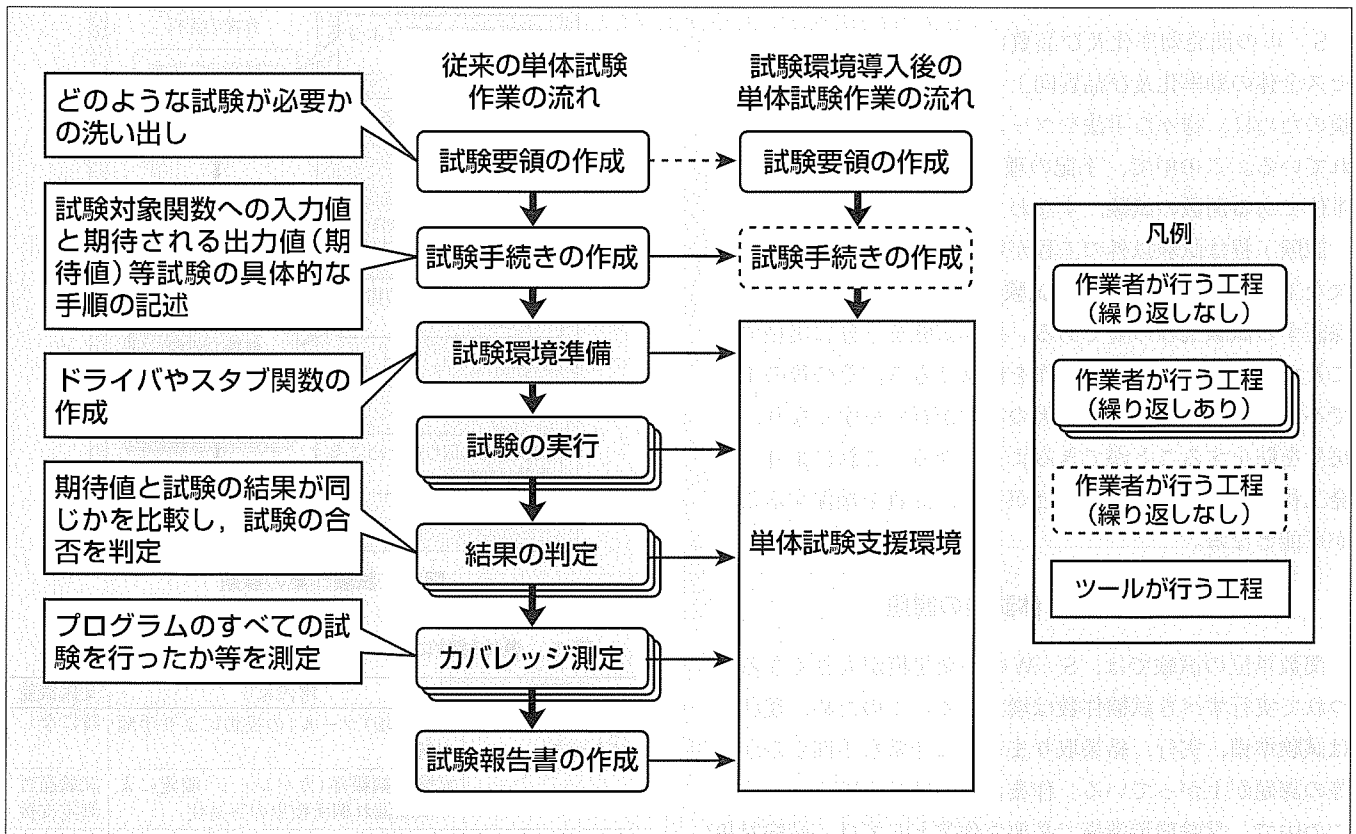 従来の単体試験
作業の流れ
試験環境導入後の
単体試験作業の流れ
どのような試験が必要か
の洗い出し
試験要領の作成
試験要領の作成
試験対象関数への入力値
と期待される出力値(期
待値)等試験の具体的な
手順の記述
試験手続きの作成
試験手続きの作成
ドライバやスタブ関数の
作成
試験環境準備
試験の実行
期待値と試験の結果が同
じかを比較し,試験の合
否を判定
結果の判定
単体試験支援環境
プログラムのすべての試
験を行ったか等を測定
カバレッジ測定
試験報告書の作成
凡例
作業者が行う工程
(繰り返しなし)
作業者が行う工程
(繰り返しあり)
作業者が行う工程
(繰り返しなし)
ツールが行う工程